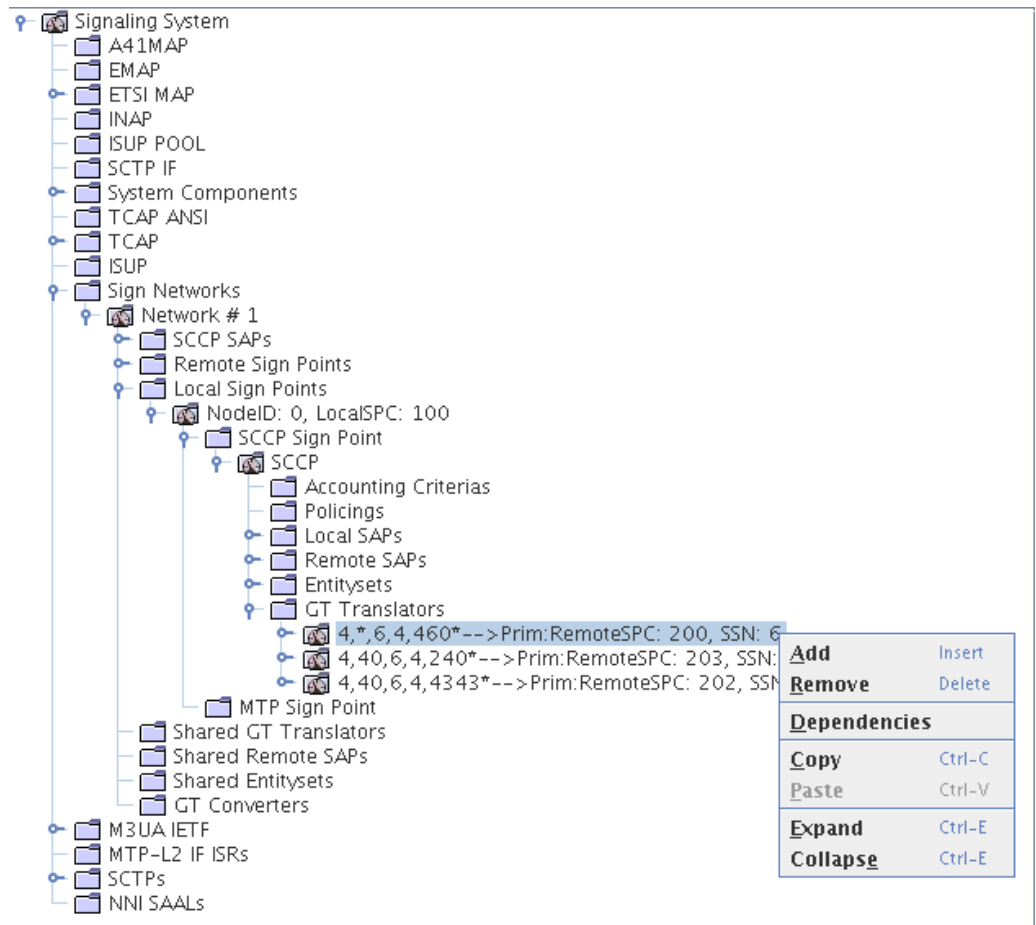 Signaling System
A41MAP
EMAP
ETSI MAP
INAP
ISUP POOL
SCTP IF
System Components
TCAP ANSI
TCAP
ISUP
Sign Networks
Network # 1
SCCP SAPs
Remote Sign Points
Local Sign Points
NodeID: 0, LocalSPC: 100
SCCP Sign Point
SCCP
Accounting Criterias
Policings
Local SAPs
Remote SAPs
Entitysets
GT Translators
4,*,6,4,460*-->Prim:RemoteSPC: 200, SSN: 6
4,40,6,4,240*-->Prim:RemoteSPC: 203, SSN:
4,40,6,4,4343*-->Prim:RemoteSPC: 202, SSN
MTP Sign Point
Shared GT Translators
Shared Remote SAPs
Shared Entitysets
GT Converters
M3UA IETF
MTP-L2 IF ISRs
SCTPs
NNI SAALs
Add Insert
Remove Delete
Dependencies
Copy Ctrl-C
Paste Ctrl-V
Expand Ctrl-E
Collapse Ctrl-E